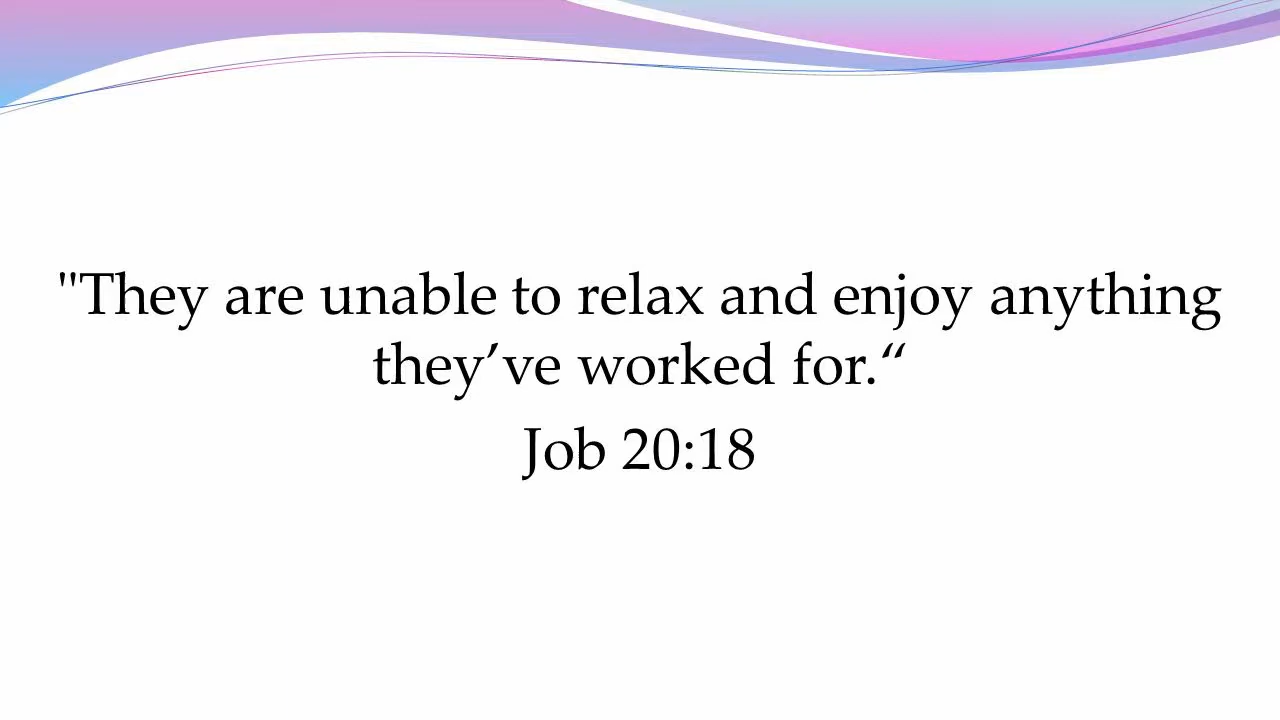 "They are unable to relax and enjoy anything
they’ve worked for.“
Job 20:18